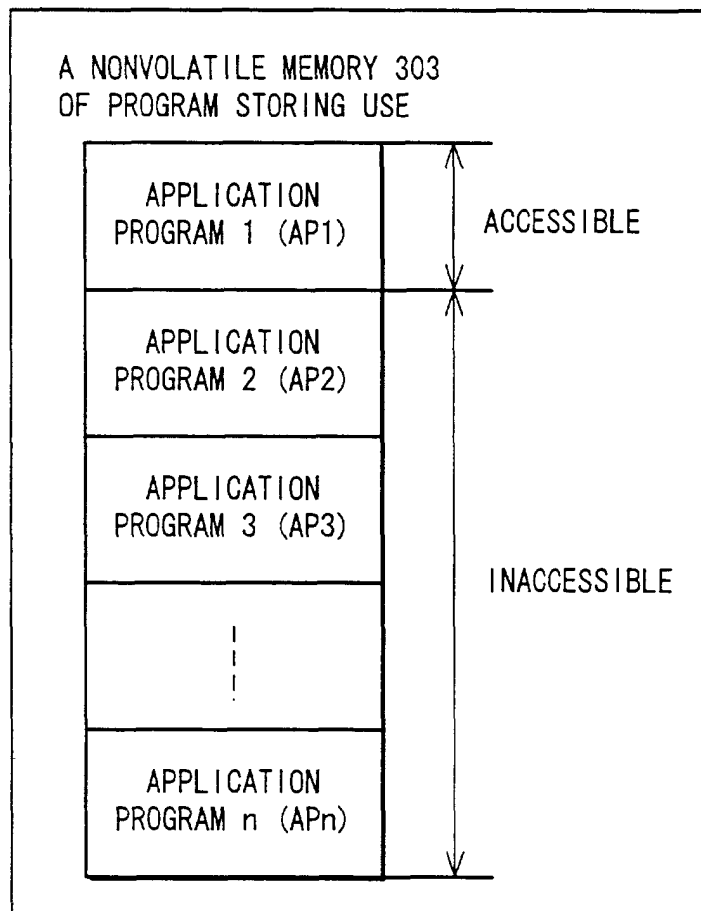 A NONVOLATILE MEMORY 303
OF PROGRAM STORING USE
APPLICATION
PROGRAM 1 (AP1)
ACCESSIBLE
APPLICATION
PROGRAM 2 (AP2)
APPLICATION
PROGRAM 3 (AP3)
INACCESSIBLE
APPLICATION
PROGRAM n (APn)